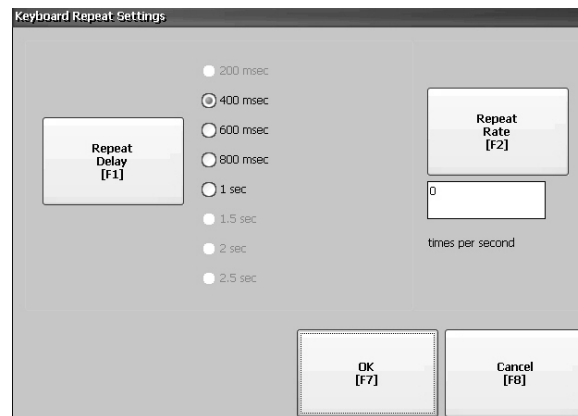 Keyboard Repeat Settings
Repeat
Delay
[F1]
200 msec
400 msec
600 msec
800 msec
1 sec
1.5 sec
2 sec
2.5 sec
Repeat
Rate
[F2]
0
times per second
OK
[F7]
Cancel
[F8]